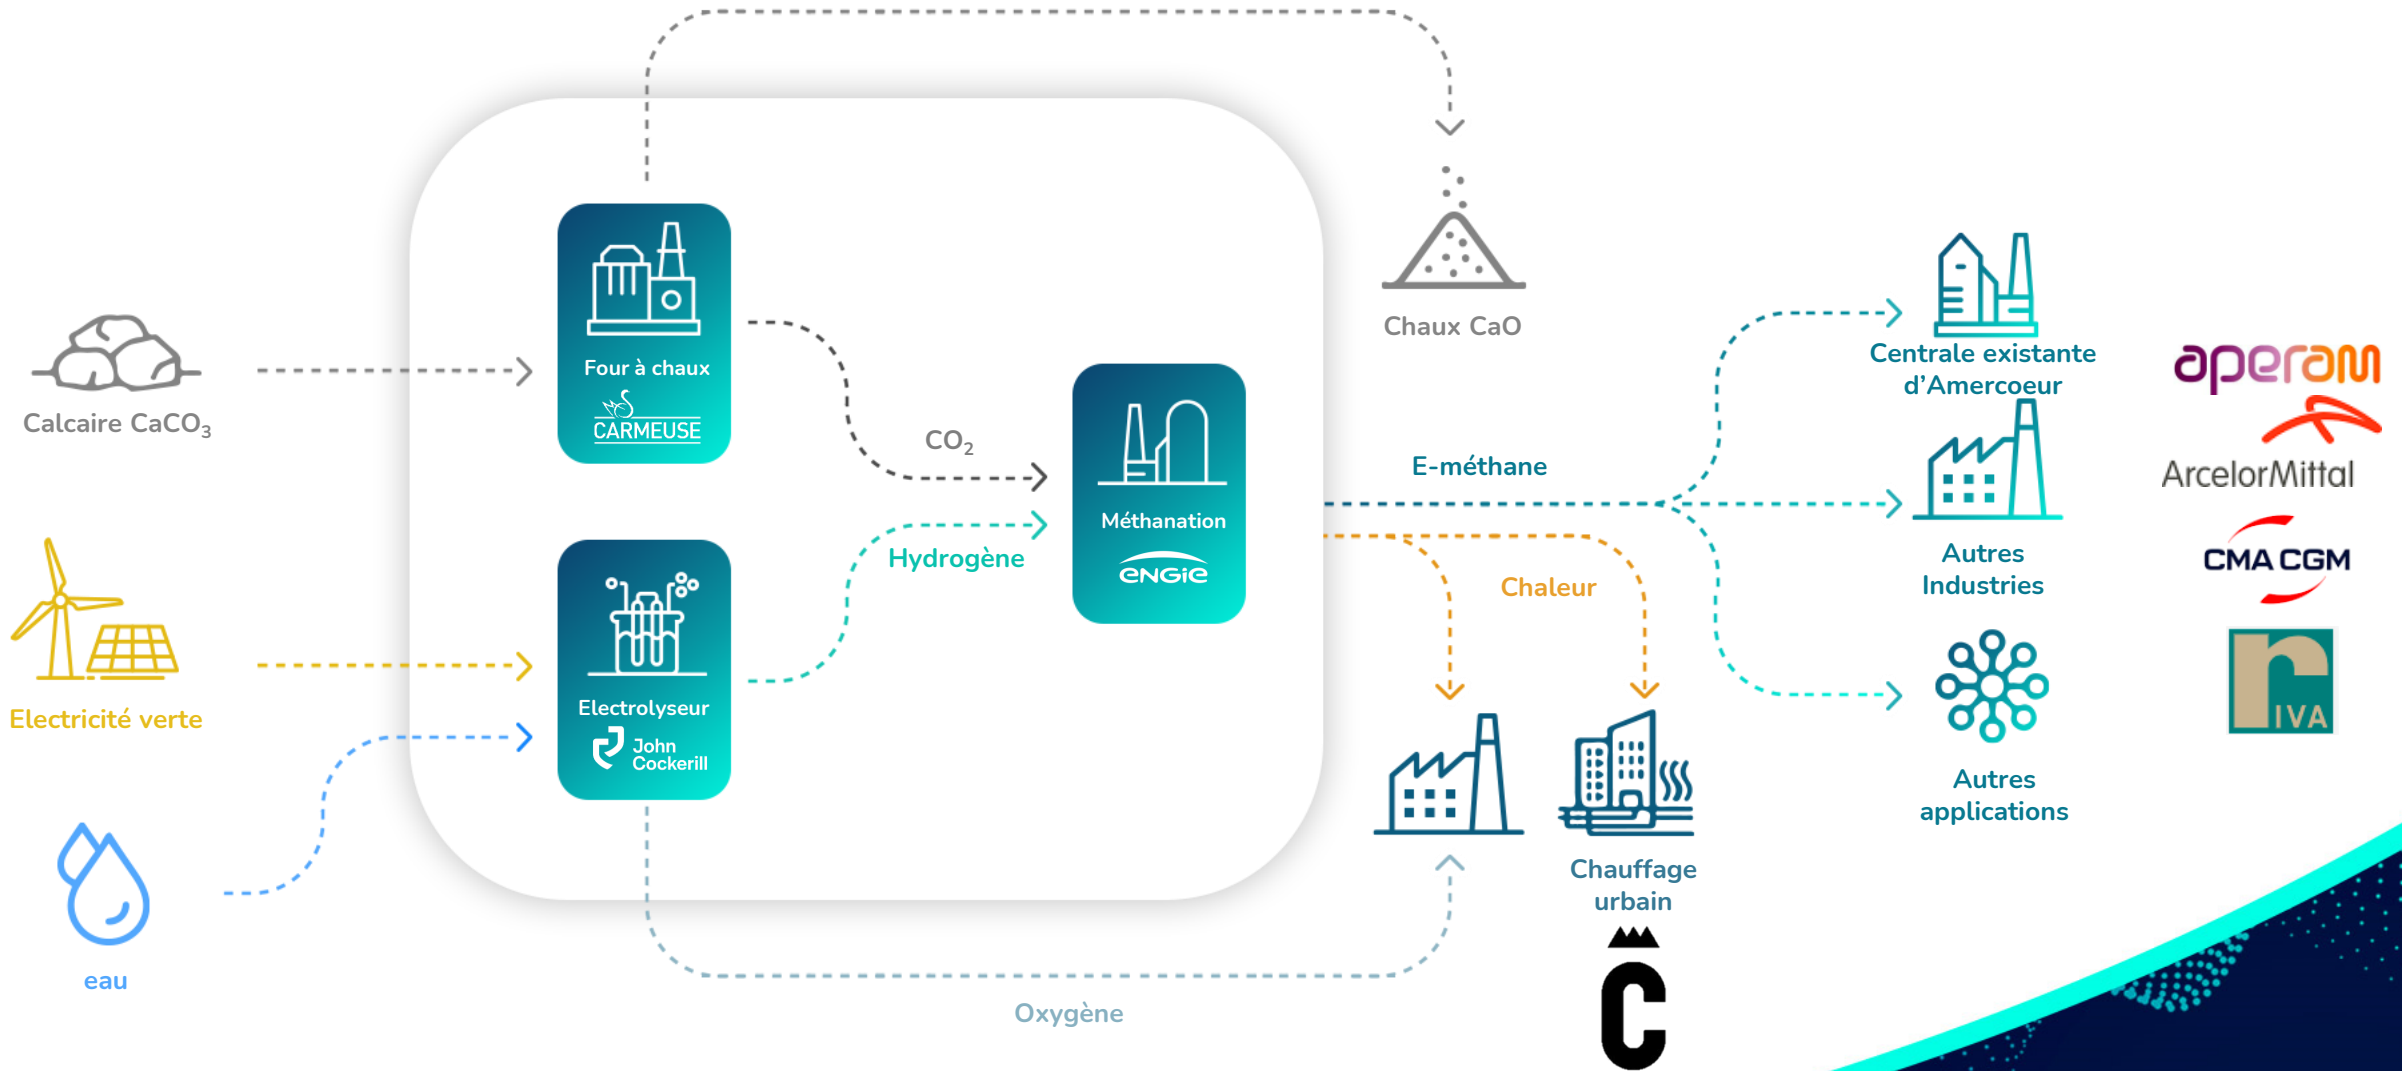 Calcaire CaCO₃
Electricité verte
eau
Four à chaux
CARMEUSE
Electrolyseur
John
Cockerill
CO₂
Hydrogène
Méthanation
ENGiE
Oxygène
Chaux CaO
E-méthane
Chaleur
Chauffage
urbain
C
Centrale existante
d’Amercoeur
Autres
Industries
Autres
applications
aperam
ArcelorMittal
CMA CGM
rIVA